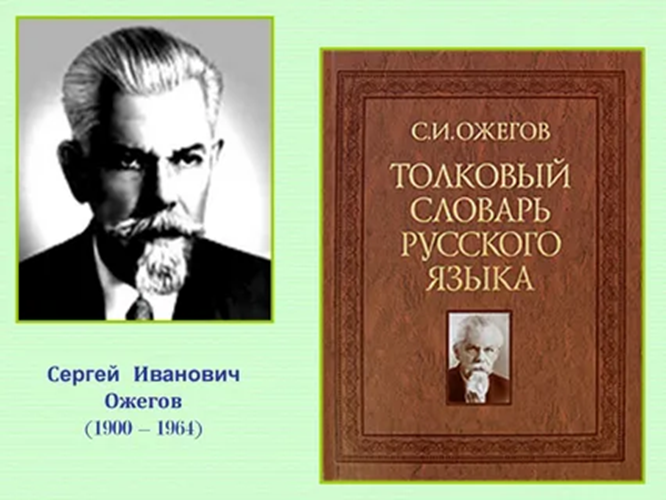 Сергей Иванович
Ожегов
(1900 – 1964)
С.И.ОЖЕГОВ
ТОЛКОВЫЙ
СЛОВАРЬ
РУССКОГО
ЯЗЫКА